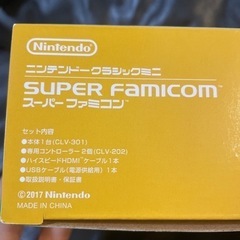 Nintendo
ニンテンドークラシックミニ
SUPER FAMICOM™
スーパーファミコン
セット内容
●本体1台(CLV-301)
●専用コントローラー2個(CLV-202)
●ハイスピードHDMI®ケーブル1本
●USBケーブル(電源供給用) 1本
●取扱説明書・保証書
©2017 Nintendo
MADE IN CHINA